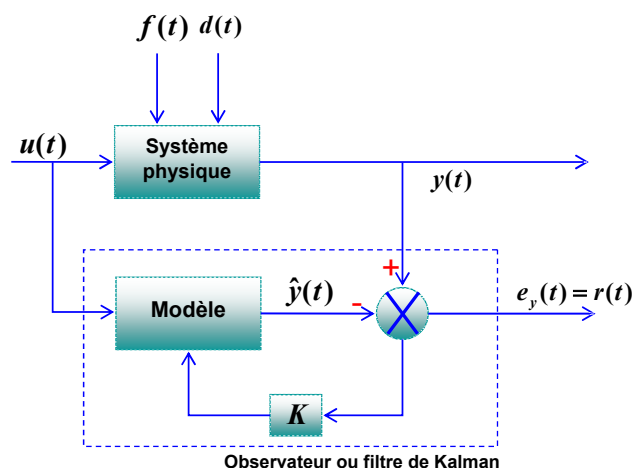 f(t) d(t)
u(t)
Système
physique
y(t)
+
Modèle
ŷ(t)
-
e_y(t) = r(t)
K
Observateur ou filtre de Kalman